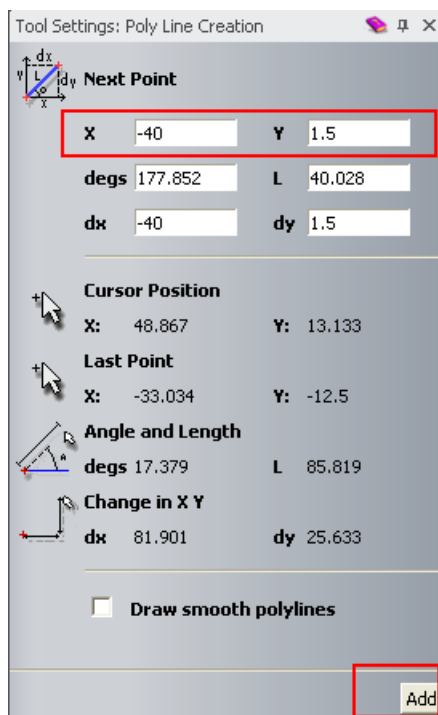 Tool Settings: Poly Line Creation
dx
y L dy Next Point
x
X -40 Y 1.5
degs 177.852 L 40.028
dx -40 dy 1.5
Cursor Position
X: 48.867 Y: 13.133
Last Point
X: -33.034 Y: -12.5
Angle and Length
degs 17.379 L 85.819
Change in X Y
dx 81.901 dy 25.633
Draw smooth polylines
Add